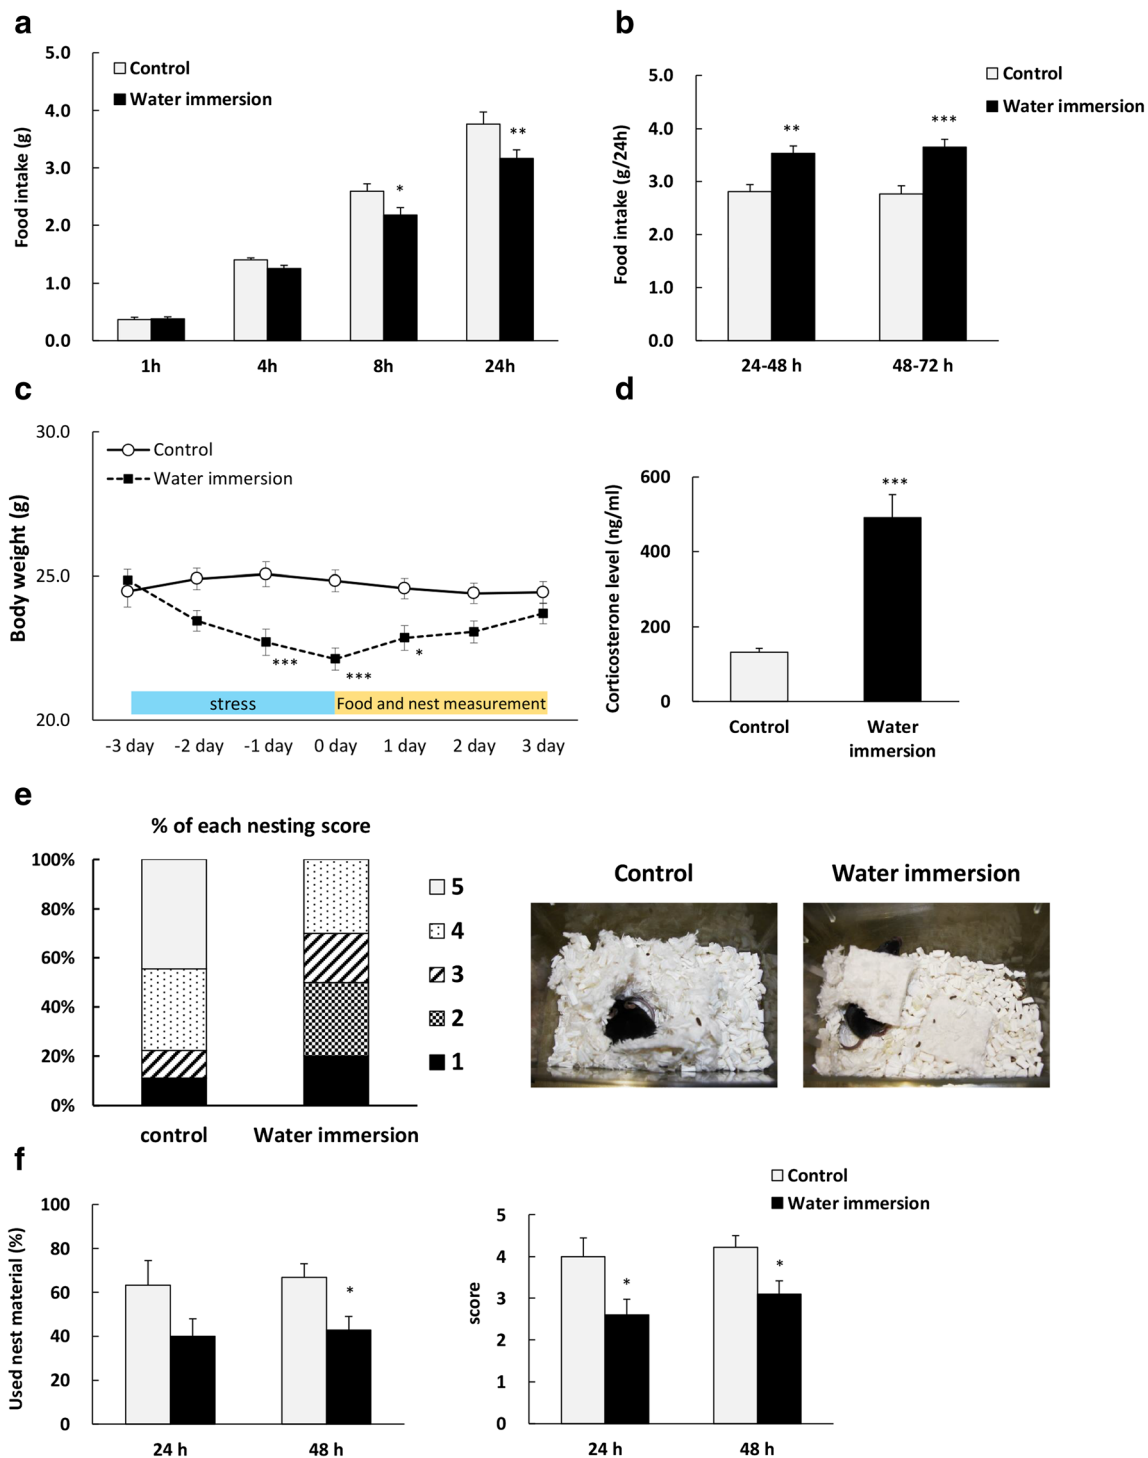 a
5.0
4.0
3.0
2.0
1.0
0.0
Food intake (g)
Control
Water immersion
*
**
1h
4h
8h
24h
b
5.0
4.0
3.0
2.0
1.0
0.0
Food intake (g/24h)
Control
Water immersion
**
***
24-48 h
48-72 h
c
30.0
25.0
20.0
Body weight (g)
Control
Water immersion
***
***
*
stress
Food and nest measurement
-3 day
-2 day
-1 day
0 day
1 day
2 day
3 day
d
600
400
200
0
Corticosterone level (ng/ml)
***
Control
Water
immersion
e
% of each nesting score
100%
80%
60%
40%
20%
0%
5
4
3
2
1
control
Water immersion
Control
Water immersion
f
100
80
60
40
20
0
Used nest material (%)
*
24 h
48 h
Control
Water immersion
5
4
3
2
1
0
score
*
*
24 h
48 h